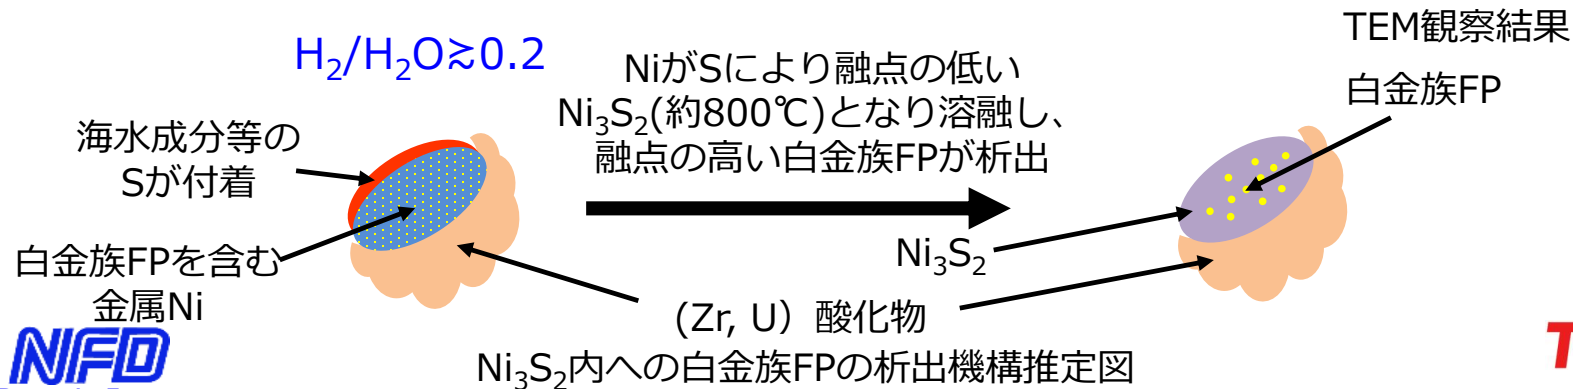 TEM観察結果
H₂/H₂O≳0.2
NiがSにより融点の低い
Ni₃S₂(約800℃)となり溶融し、
融点の高い白金族FPが析出
白金族FP
海水成分等の
Sが付着
白金族FPを含む
金属Ni
Ni₃S₂
(Zr, U）酸化物
NFD
Ni₃S₂内への白金族FPの析出機構推定図